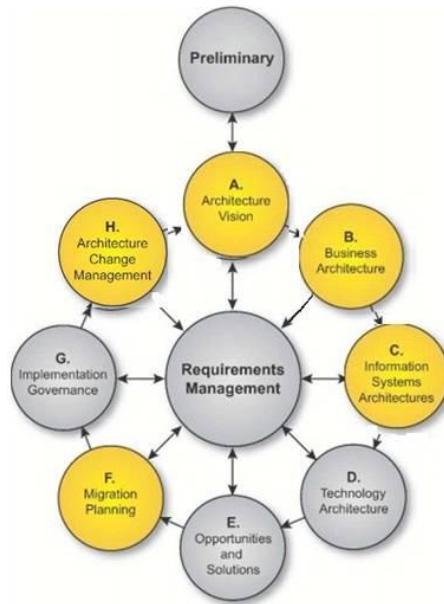 Preliminary
A.
Architecture
Vision
H.
Architecture
Change
Management
B.
Business
Architecture
G.
Implementation
Governance
Requirements
Management
C.
Information
Systems
Architectures
F.
Migration
Planning
D.
Technology
Architecture
E.
Opportunities
and
Solutions